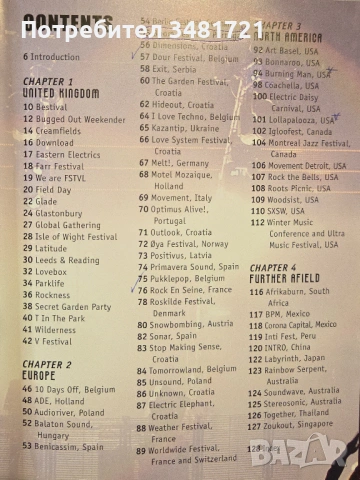 Потребител 3481721
CONTENTS
6 Introduction
CHAPTER 1
UNITED KINGDOM
10 Bestival
12 Bugged Out Weekender
14 Creamfields
16 Download
17 Eastern Electrics
18 Farr Festival
19 We are FSTVL
20 Field Day
22 Glade
24 Glastonbury
27 Global Gathering
28 Isle of Wight Festival
29 Latitude
30 Leeds & Reading
32 Lovebox
34 Parklife
36 Rockness
38 Secret Garden Party
40 T In The Park
41 Wilderness
42 V Festival
CHAPTER 2
EUROPE
46 10 Days Off, Belgium
48 ADE, Holland
50 Audioriver, Poland
52 Balaton Sound,
Hungary
53 Benicassim, Spain
56 Dimensions, Croatia
57 Dour Festival, Belgium
58 Exit, Serbia
60 The Garden Festival,
Croatia
62 Hideout, Croatia
64 I Love Techno, Belgium
65 Kazantip, Ukraine
66 Love System Festival,
Croatia
67 Melt!, Germany
68 Motel Mozaique,
Holland
69 Movement, Italy
70 Optimus Alive!,
Portugal
71 Outlook, Croatia
72 Øya Festival, Norway
73 Positivus, Latvia
74 Primavera Sound, Spain
75 Pukklepop, Belgium
76 Rock En Seine, France
78 Roskilde Festival,
Denmark
80 Snowbombing, Austria
82 Sonar, Spain
83 Stop Making Sense,
Croatia
84 Tomorrowland, Belgium
85 Unsound, Poland
86 Unknown, Croatia
87 Electric Elephant,
Croatia
88 Weather Festival,
France
89 Worldwide Festival,
France and Switzerland
CHAPTER 3
NORTH AMERICA
92 Art Basel, USA
93 Bonnaroo, USA
94 Burning Man, USA
98 Coachella, USA
100 Electric Daisy
Carnival, USA
101 Lollapalooza, USA
102 Igloofest, Canada
104 Montreal Jazz Festival,
Canada
106 Movement Detroit, USA
107 Rock the Bells, USA
108 Roots Picnic, USA
109 Woodsist, USA
110 SXSW, USA
112 Winter Music
Conference and Ultra
Music Festival, USA
CHAPTER 4
FURTHER AFIELD
116 Afrikaburn, South
Africa
117 BPM, Mexico
118 Corona Capital, Mexico
119 Inti Fest, Peru
120 INTRO, China
122 Labyrinth, Japan
123 Rainbow Serpent,
Australia
124 Soundwave, Australia
125 Stereosonic, Australia
126 Together, Thailand
127 Zoukout, Singapore
128 Index
bazar.bg